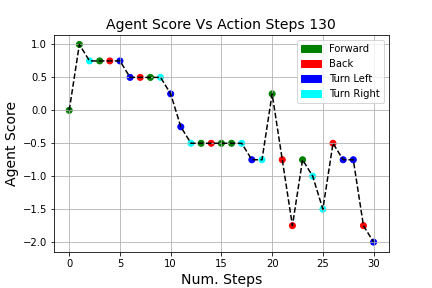 Agent Score Vs Action Steps 130
Forward
Back
Turn Left
Turn Right
Agent Score
1.0
0.5
0.0
−0.5
−1.0
−1.5
−2.0
0 5 10 15 20 25 30
Num. Steps